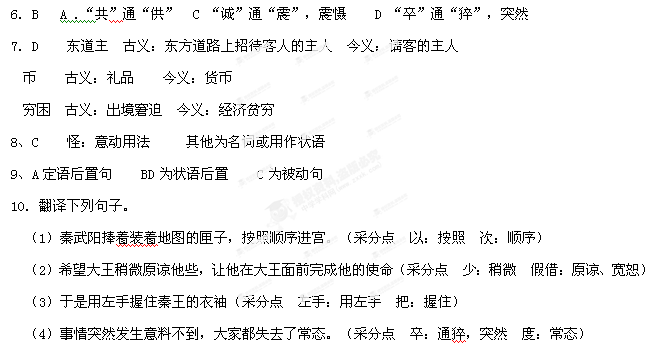 6. B A．“共”通“供” C “诚”通“震”，震慑 D “卒”通“猝”，突然
7. D 东道主 古义：东方道路上招待客人的主人 今义：请客的主人
币 古义：礼品 今义：货币
穷困 古义：出境窘迫 今义：经济贫穷
8、C 怪：意动用法 其他为名词或用作状语
9、A定语后置句 BD为状语后置 C为被动句
10. 翻译下列句子。
（1）秦武阳捧着装着地图的匣子，按照顺序进宫。（采分点 以：按照 次：顺序）
（2）希望大王稍微原谅他些，让他在大王面前完成他的使命（采分点 少：稍微 假借：原谅、宽恕）
（3）于是用左手握住秦王的衣袖（采分点 左手：用左手 把：握住）
（4）事情突然发生意料不到，大家都失去了常态。（采分点 卒：通猝，突然 度：常态）